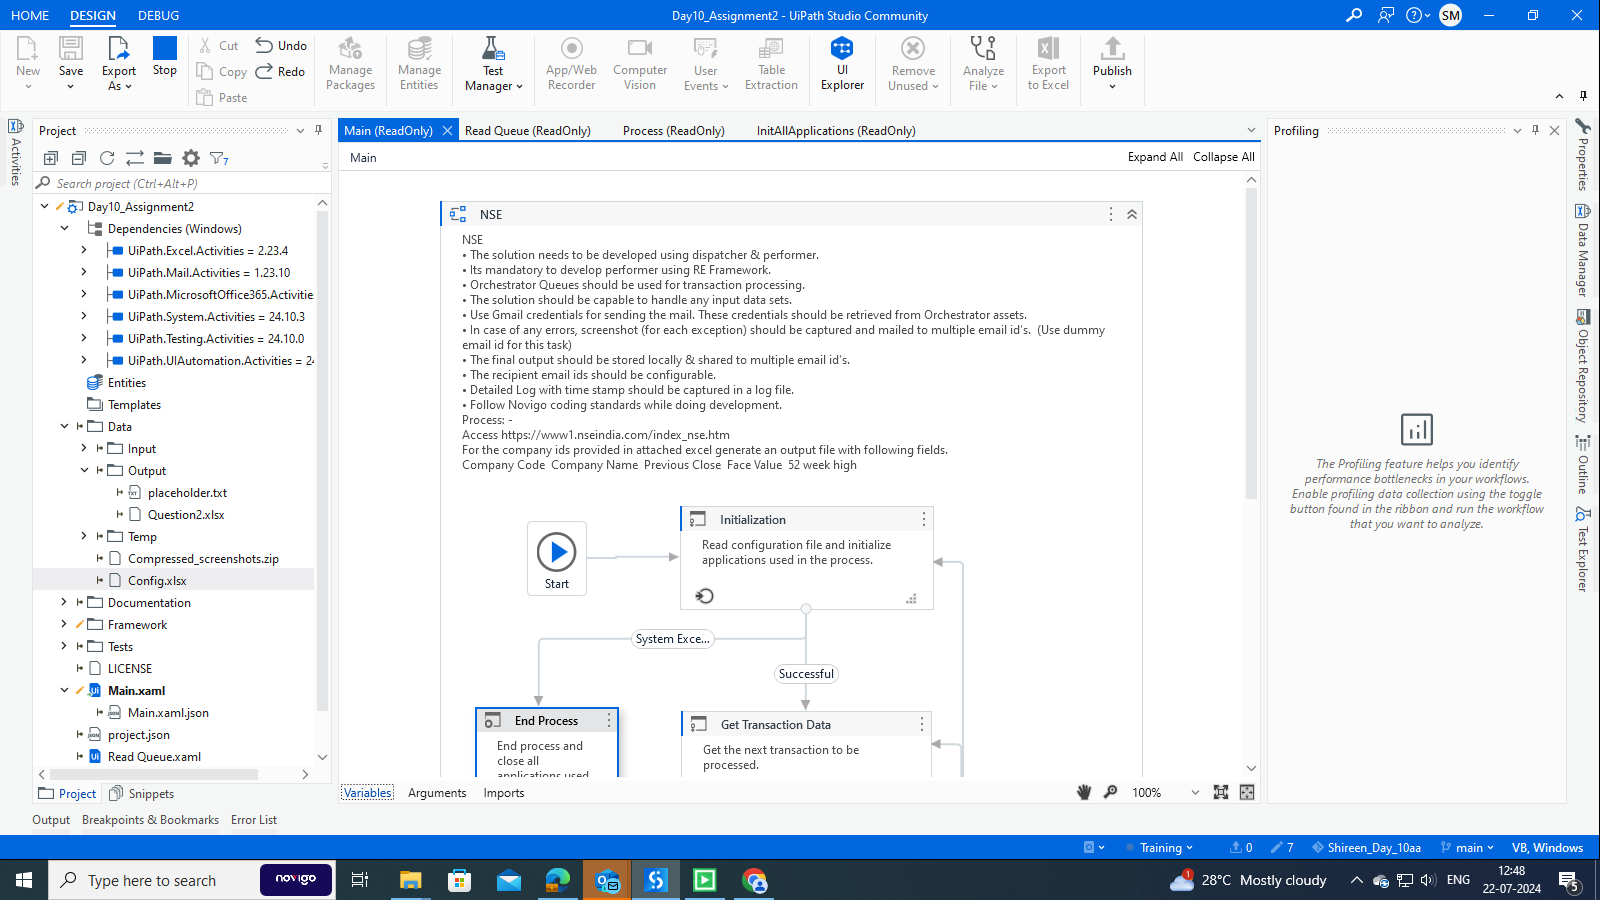 HOME DESIGN DEBUG
Day10_Assignment2 - UiPath Studio Community
SM
New
Save
Export As
Stop
Cut
Copy
Paste
Undo
Redo
Manage Packages
Manage Entities
Test Manager
App/Web Recorder
Computer Vision
User Events
Table Extraction
UI Explorer
Remove Unused
Analyze File
Export to Excel
Publish
Activities
Project
7
Search project (Ctrl+Alt+P)
Day10_Assignment2
Dependencies (Windows)
UiPath.Excel.Activities = 2.23.4
UiPath.Mail.Activities = 1.23.10
UiPath.MicrosoftOffice365.Activitie
UiPath.System.Activities = 24.10.3
UiPath.Testing.Activities = 24.10.0
UiPath.UIAutomation.Activities = 24
Entities
Templates
Data
Input
Output
placeholder.txt
Question2.xlsx
Temp
Compressed_screenshots.zip
Config.xlsx
Documentation
Framework
Tests
LICENSE
Main.xaml
Main.xaml.json
project.json
Read Queue.xaml
Project Snippets
Main (ReadOnly) Read Queue (ReadOnly) Process (ReadOnly) InitAllApplications (ReadOnly)
Main
Expand All Collapse All
NSE
NSE
• The solution needs to be developed using dispatcher & performer.
• Its mandatory to develop performer using RE Framework.
• Orchestrator Queues should be used for transaction processing.
• The solution should be capable to handle any input data sets.
• Use Gmail credentials for sending the mail. These credentials should be retrieved from Orchestrator assets.
• In case of any errors, screenshot (for each exception) should be captured and mailed to multiple email id's. (Use dummy
email id for this task)
• The final output should be stored locally & shared to multiple email id's.
• The recipient email ids should be configurable.
• Detailed Log with time stamp should be captured in a log file.
• Follow Novigo coding standards while doing development.
Process: -
Access https://www1.nseindia.com/index_nse.htm
For the company ids provided in attached excel generate an output file with following fields.
Company Code Company Name Previous Close Face Value 52 week high
Start
Initialization
Read configuration file and initialize
applications used in the process.
System Exce...
Successful
End Process
End process and
close all
applications used
Get Transaction Data
Get the next transaction to be
processed.
Variables Arguments Imports
100%
Profiling
The Profiling feature helps you identify
performance bottlenecks in your workflows.
Enable profiling data collection using the toggle
button found in the ribbon and run the workflow
that you want to analyze.
Properties
Data Manager
Object Repository
Outline
Test Explorer
Output Breakpoints & Bookmarks Error List
Training 0 7 Shireen_Day_10aa main VB, Windows
Type here to search
novigo
1
28°C Mostly cloudy
ENG
12:48
22-07-2024
5